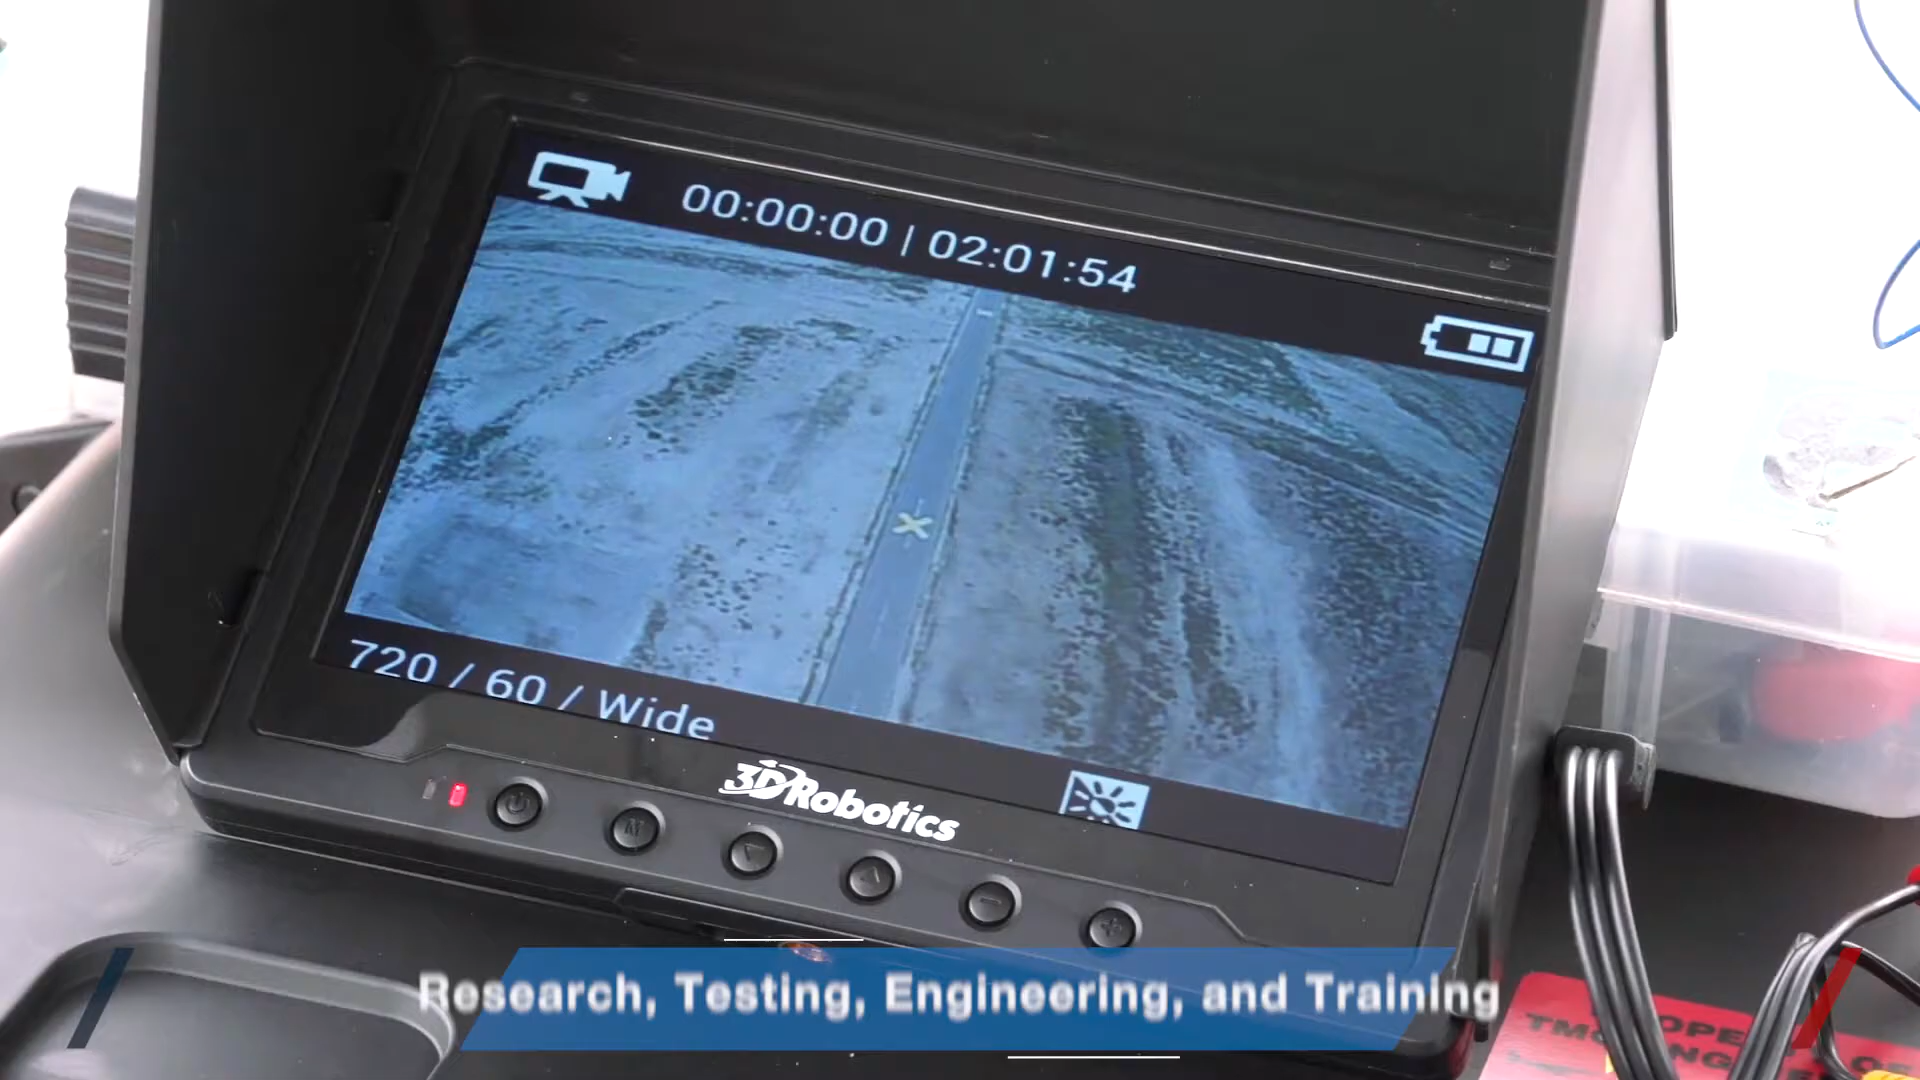 00:00:00 | 02:01:54
720 / 60 / Wide
3DRobotics
Research, Testing, Engineering, and Training